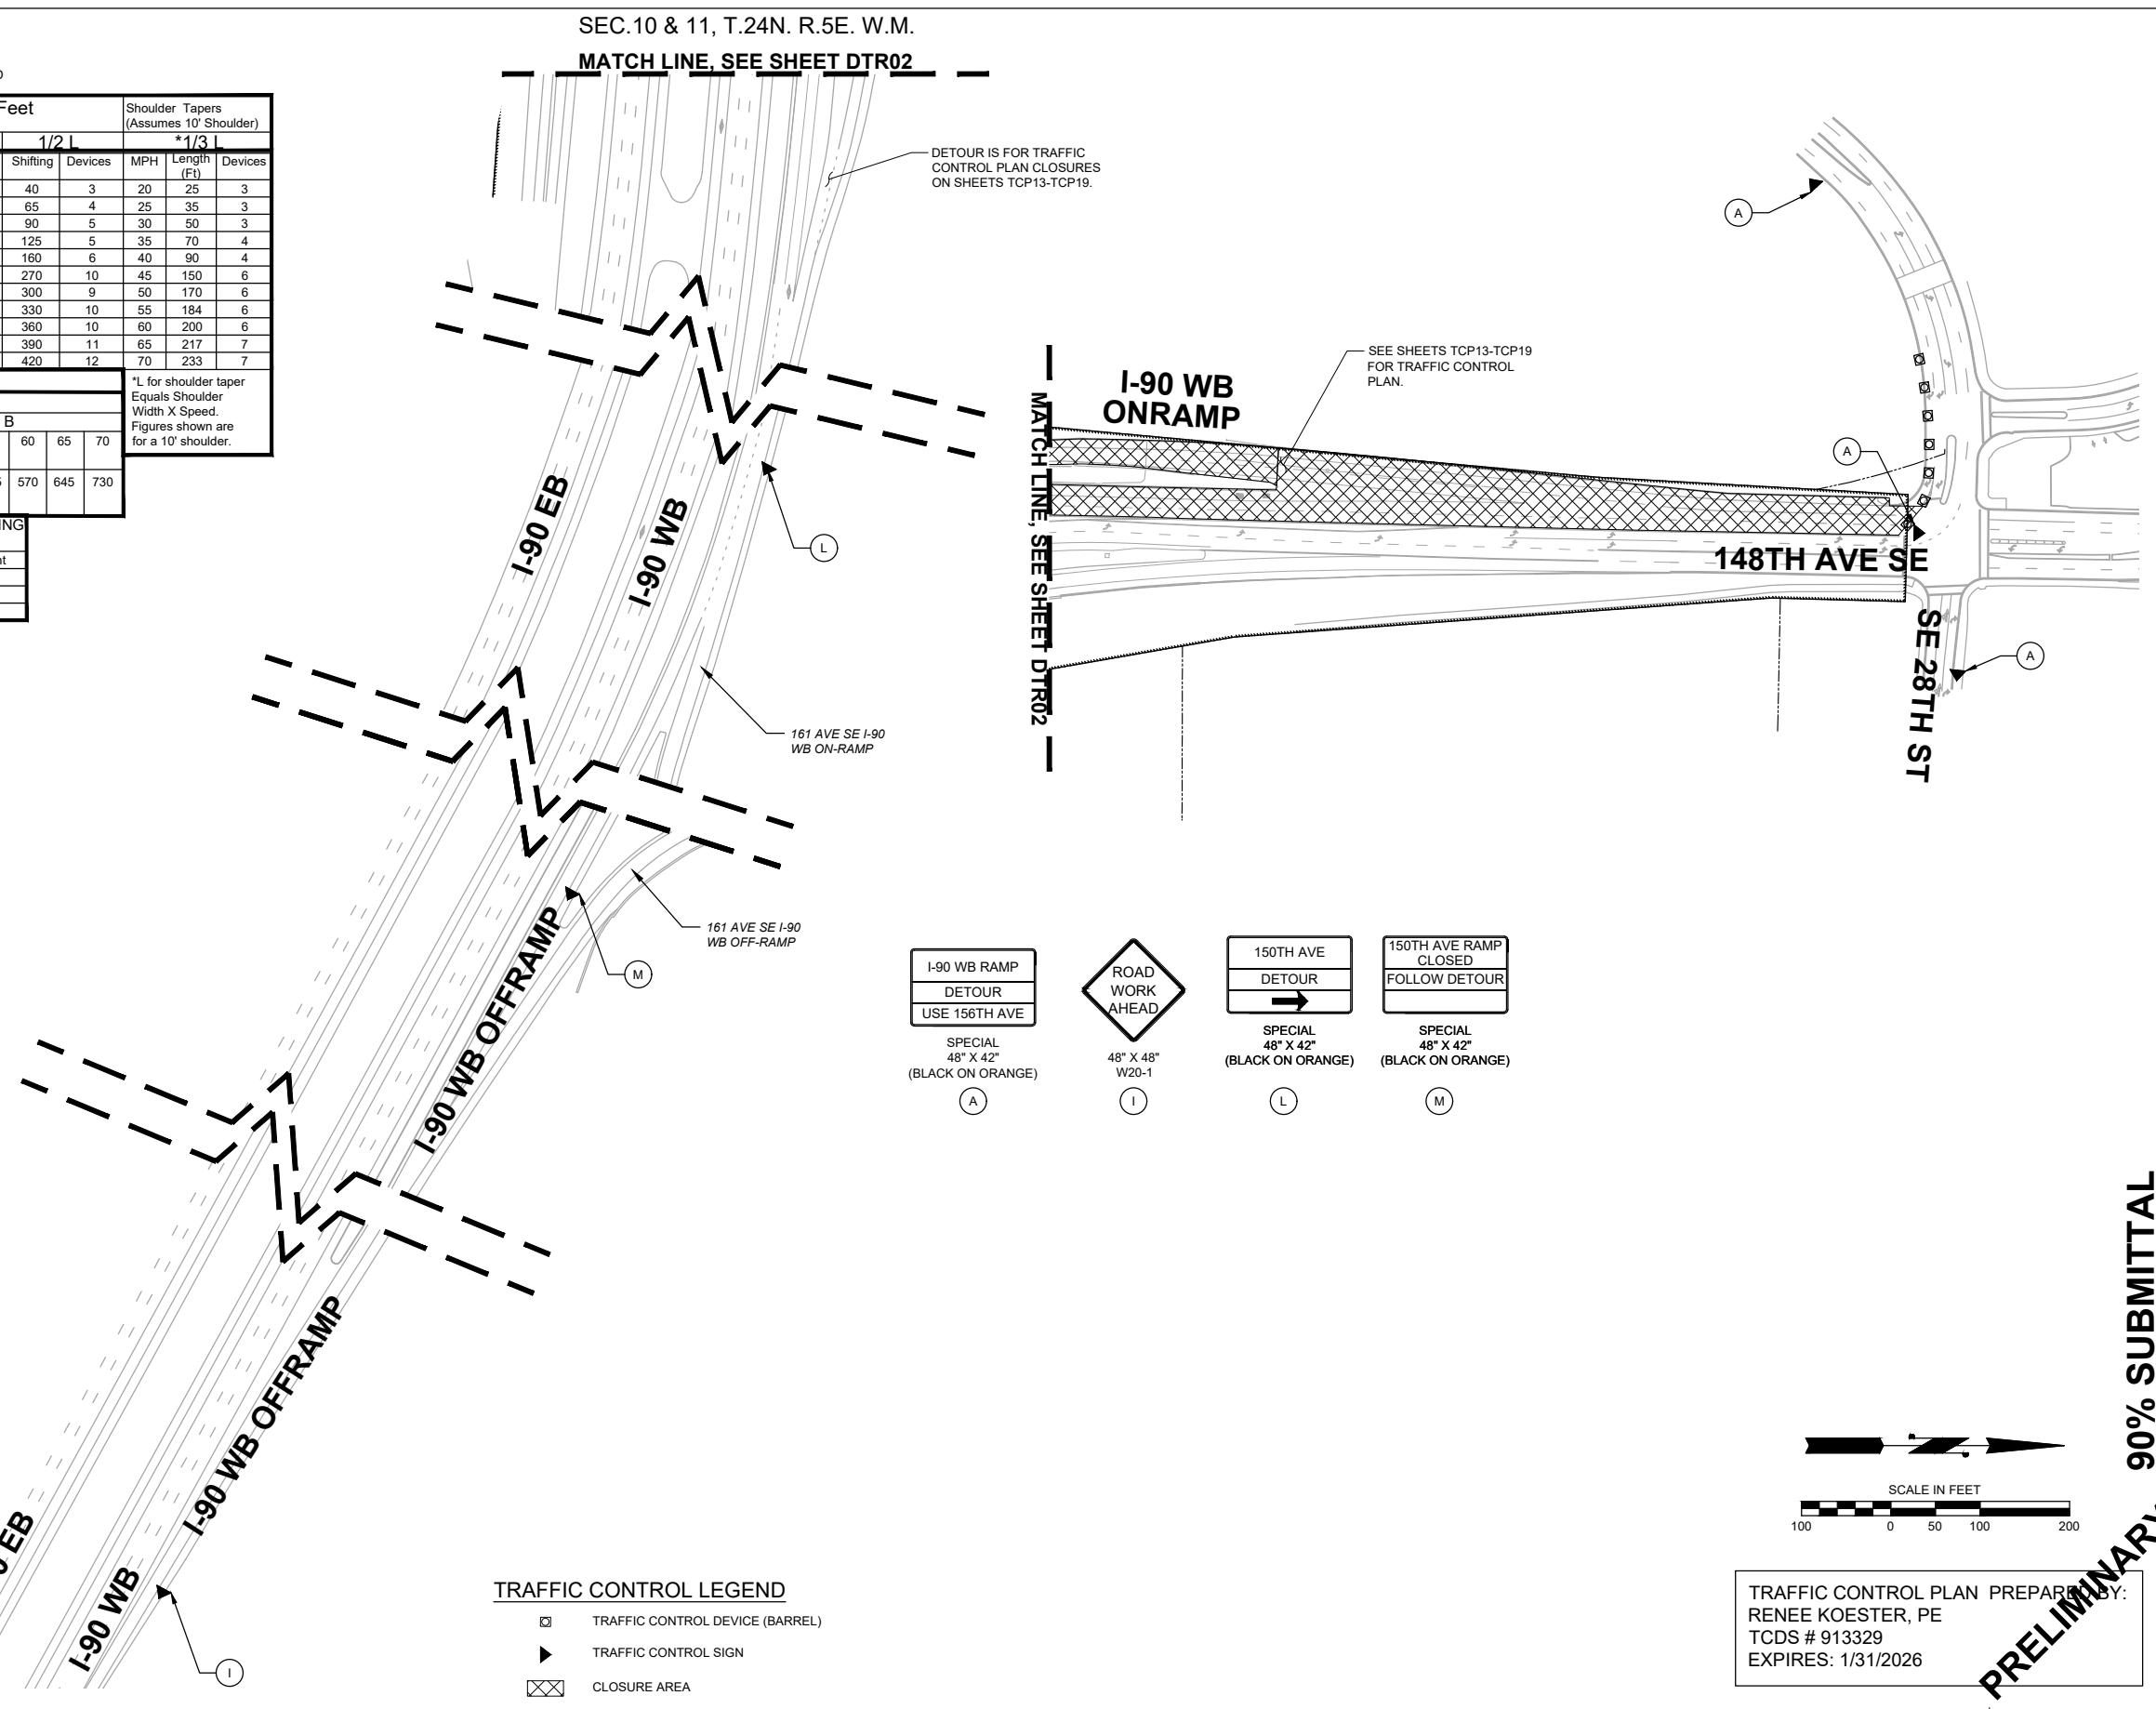 SEC.10 & 11, T.24N. R.5E. W.M.
MATCH LINE, SEE SHEET DTR02
Feet
Shoulder Tapers
(Assumes 10' Shoulder)
1/2 L
*1/3 L
Shifting Devices MPH Length (Ft) Devices
40 3 20 25 3
65 4 25 35 3
90 5 30 50 3
125 5 35 70 4
160 6 40 90 4
270 10 45 150 6
300 9 50 170 6
330 10 55 184 6
360 10 60 200 6
390 11 65 217 7
420 12 70 233 7
*L for shoulder taper
Equals Shoulder
Width X Speed.
Figures shown are
for a 10' shoulder.
B
60 65 70
570 645 730
DETOUR IS FOR TRAFFIC
CONTROL PLAN CLOSURES
ON SHEETS TCP13-TCP19.
A
SEE SHEETS TCP13-TCP19
FOR TRAFFIC CONTROL
PLAN.
I-90 WB
ONRAMP
MATCH LINE, SEE SHEET DTR02
A
148TH AVE SE
SE 28TH ST
A
I-90 EB
I-90 WB
L
161 AVE SE I-90
WB ON-RAMP
161 AVE SE I-90
WB OFF-RAMP
M
I-90 WB OFFRAMP
I-90 WB RAMP
DETOUR
USE 156TH AVE
SPECIAL
48" X 42"
(BLACK ON ORANGE)
A
ROAD
WORK
AHEAD
48" X 48"
W20-1
I
150TH AVE
DETOUR
SPECIAL
48" X 42"
(BLACK ON ORANGE)
L
150TH AVE RAMP
CLOSED
FOLLOW DETOUR
SPECIAL
48" X 42"
(BLACK ON ORANGE)
M
I-90 WB OFFRAMP
EB
I-90 WB
I
TRAFFIC CONTROL LEGEND
TRAFFIC CONTROL DEVICE (BARREL)
TRAFFIC CONTROL SIGN
CLOSURE AREA
SCALE IN FEET
100 0 50 100 200
TRAFFIC CONTROL PLAN PREPARED BY:
RENEE KOESTER, PE
TCDS # 913329
EXPIRES: 1/31/2026
90% SUBMITTAL
PRELIMINARY